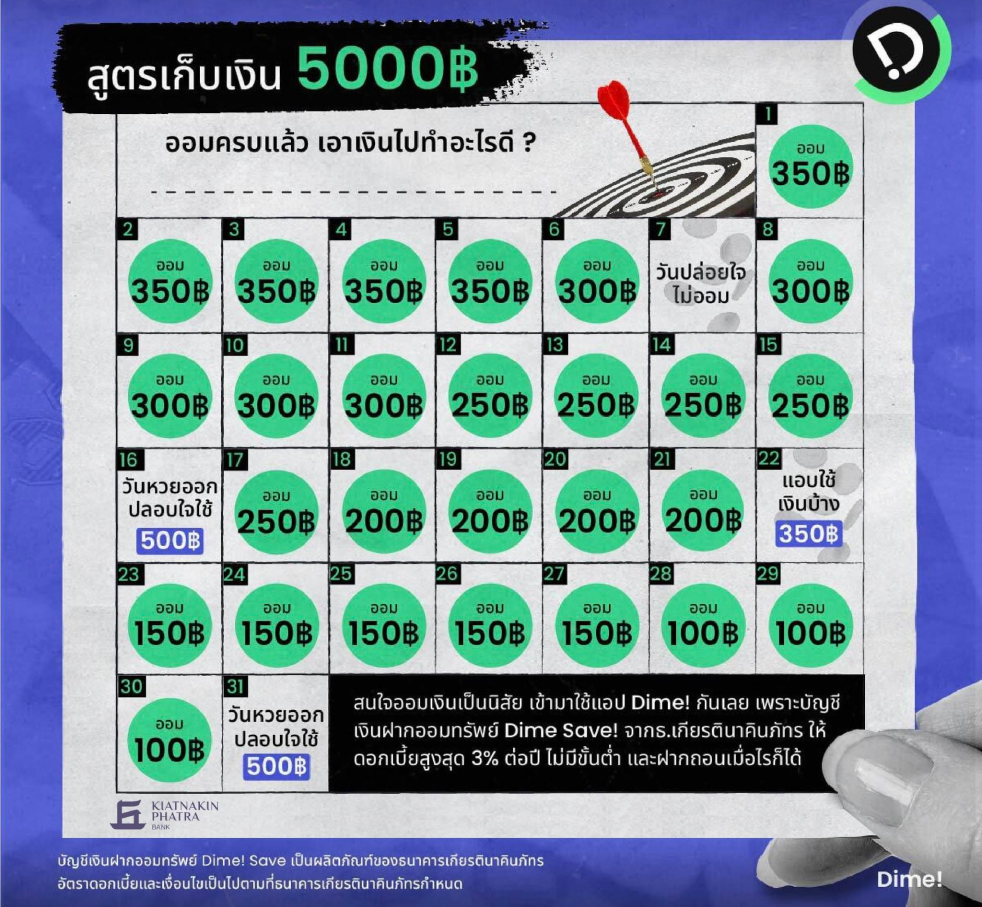 สูตรเก็บเงิน 5000฿
ออมครบแล้ว เอาเงินไปทำอะไรดี ?
1
ออม
350฿
2
ออม
350฿
3
ออม
350฿
4
ออม
350฿
5
ออม
350฿
6
ออม
300฿
7
วันปล่อยใจ
ไม่ออม
8
ออม
300฿
9
ออม
300฿
10
ออม
300฿
11
ออม
300฿
12
ออม
250฿
13
ออม
250฿
14
ออม
250฿
15
ออม
250฿
16
วันหวยออก
ปลอบใจใช้
500฿
17
ออม
250฿
18
ออม
200฿
19
ออม
200฿
20
ออม
200฿
21
ออม
200฿
22
แอบใช้
เงินบ้าง
350฿
23
ออม
150฿
24
ออม
150฿
25
ออม
150฿
26
ออม
150฿
27
ออม
150฿
28
ออม
100฿
29
ออม
100฿
30
ออม
100฿
31
วันหวยออก
ปลอบใจใช้
500฿
สนใจออมเงินเป็นนิสัย เข้ามาใช้แอป Dime! กันเลย เพราะบัญชี
เงินฝากออมทรัพย์ Dime Save! จากธ.เกียรตินาคินภัทร ให้
ดอกเบี้ยสูงสุด 3% ต่อปี ไม่มีขั้นต่ำ และฝากถอนเมื่อไรก็ได้
KIATNAKIN
PHATRA
BANK
บัญชีเงินฝากออมทรัพย์ Dime! Save เป็นผลิตภัณฑ์ของธนาคารเกียรตินาคินภัทร
อัตราดอกเบี้ยและเงื่อนไขเป็นไปตามที่ธนาคารเกียรตินาคินภัทรกำหนด
Dime!